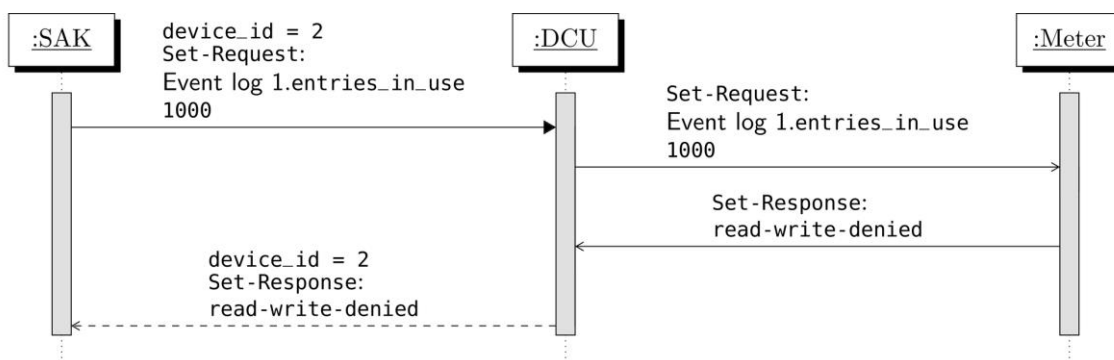 :SAK
:DCU
:Meter
device_id = 2
Set-Request:
Event log 1.entries_in_use
1000
Set-Request:
Event log 1.entries_in_use
1000
Set-Response:
read-write-denied
device_id = 2
Set-Response:
read-write-denied